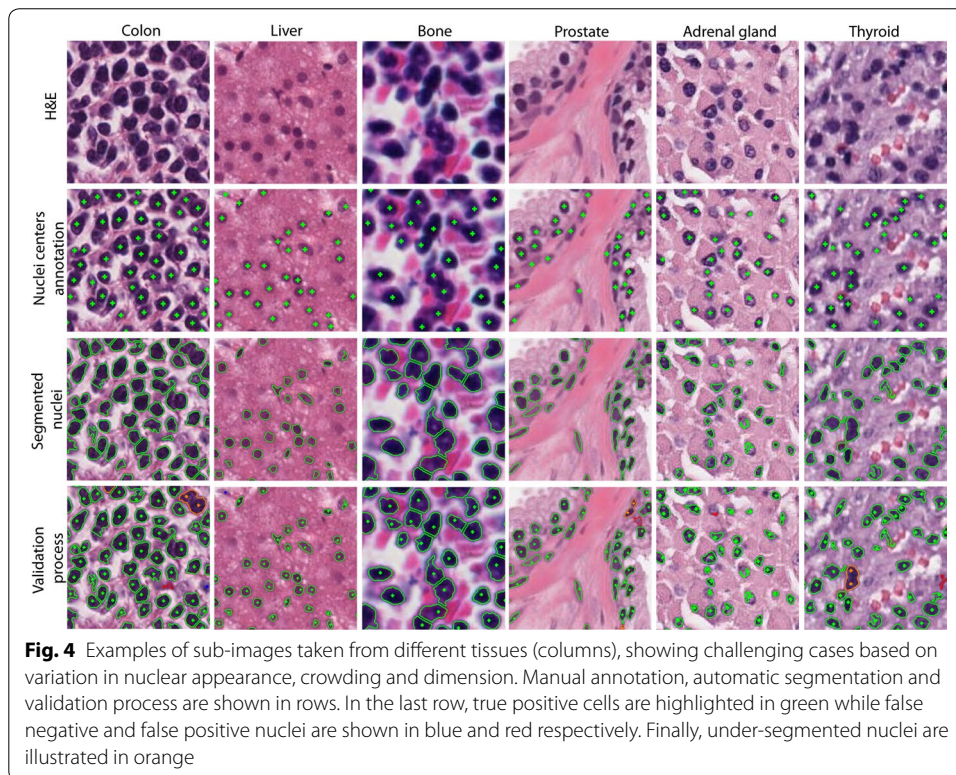 Colon Liver Bone Prostate Adrenal gland Thyroid
H&E
Nuclei centers
annotation
Segmented
nuclei
Validation
process
Fig. 4 Examples of sub-images taken from different tissues (columns), showing challenging cases based on
variation in nuclear appearance, crowding and dimension. Manual annotation, automatic segmentation and
validation process are shown in rows. In the last row, true positive cells are highlighted in green while false
negative and false positive nuclei are shown in blue and red respectively. Finally, under-segmented nuclei are
illustrated in orange